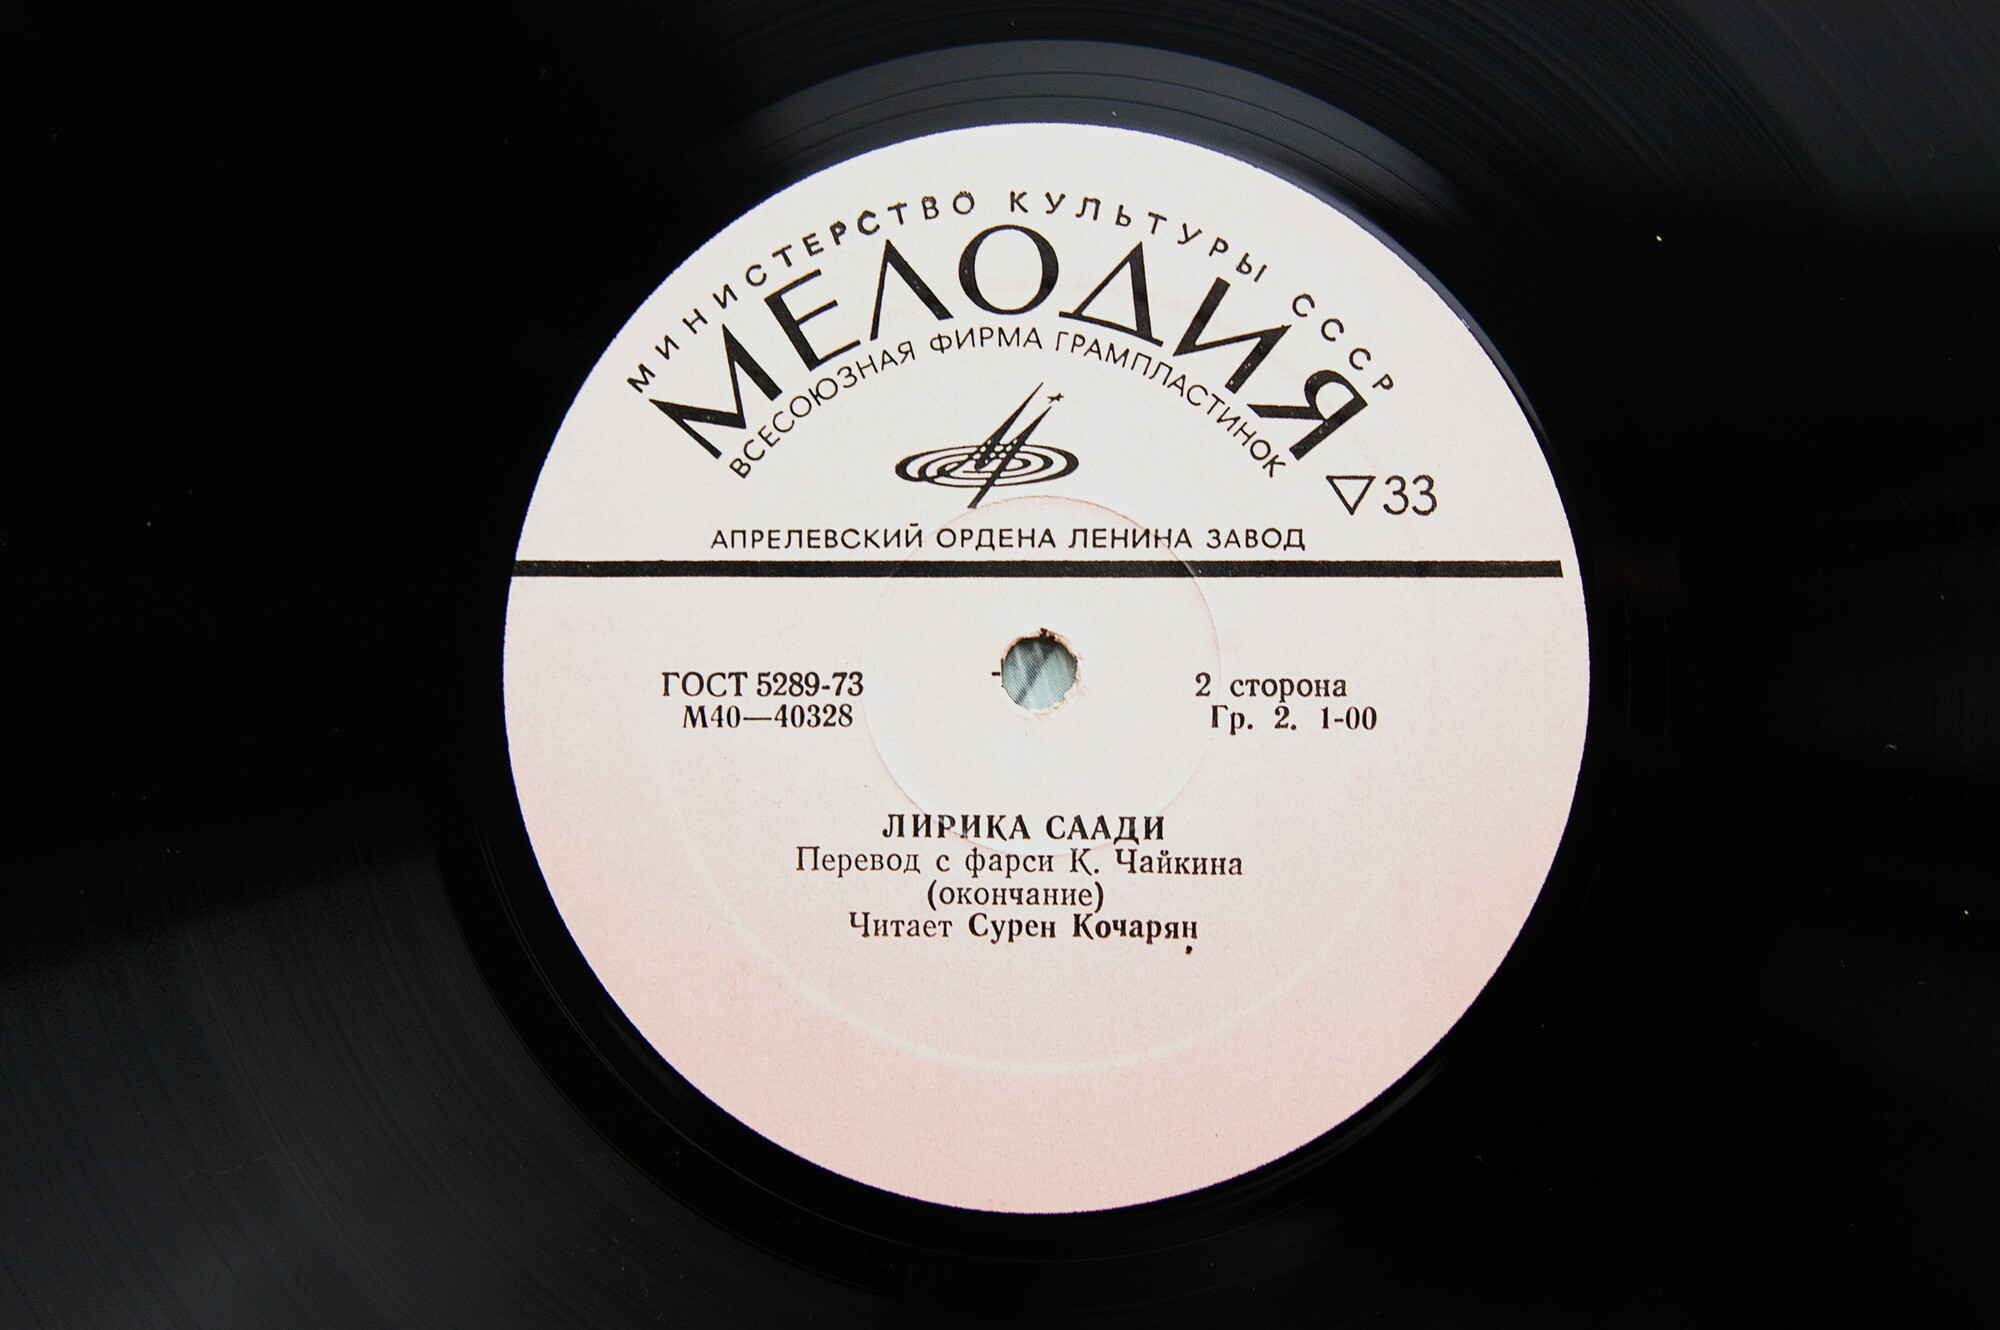 МИНИСТЕРСТВО КУЛЬТУРЫ СССР
МЕЛОДИЯ
ВСЕСОЮЗНАЯ ФИРМА ГРАМПЛАСТИНОК
33
АПРЕЛЕВСКИЙ ОРДЕНА ЛЕНИНА ЗАВОД
ГОСТ 5289-73
М40—40328
2 сторона
Гр. 2. 1-00
ЛИРИКА СААДИ
Перевод с фарси К. Чайкина
(окончание)
Читает Сурен Кочарян